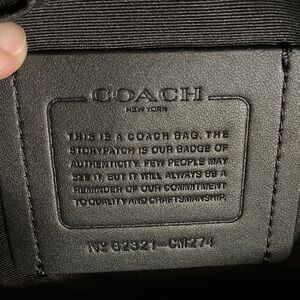 COACH
NEW YORK
THIS IS A COACH BAG. THE
STORYPATCH IS OUR BADGE OF
AUTHENTICITY. FEW PEOPLE MAY
SEE IT, BUT IT WILL ALWAYS BE A
REMINDER OF OUR COMMITMENT
TO QUALITY AND CRAFTSMANSHIP.
Nº 82321-CM274